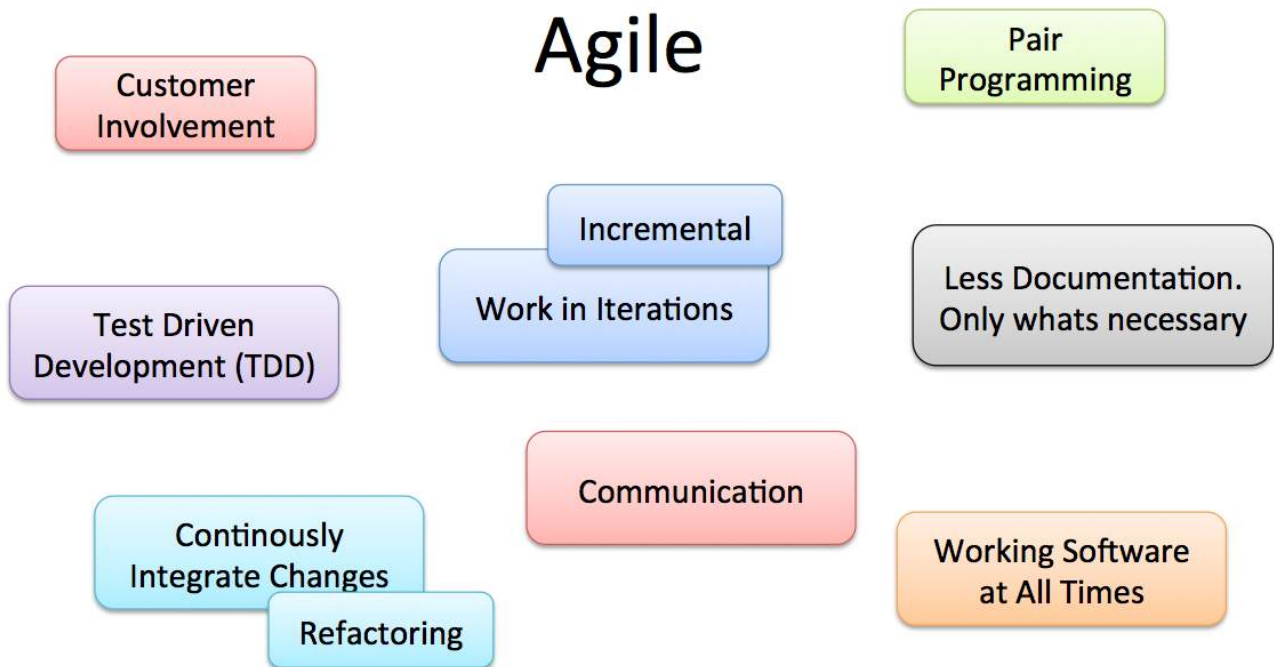 Agile
Customer
Involvement
Pair
Programming
Incremental
Work in Iterations
Less Documentation.
Only whats necessary
Test Driven
Development (TDD)
Communication
Continously
Integrate Changes
Refactoring
Working Software
at All Times